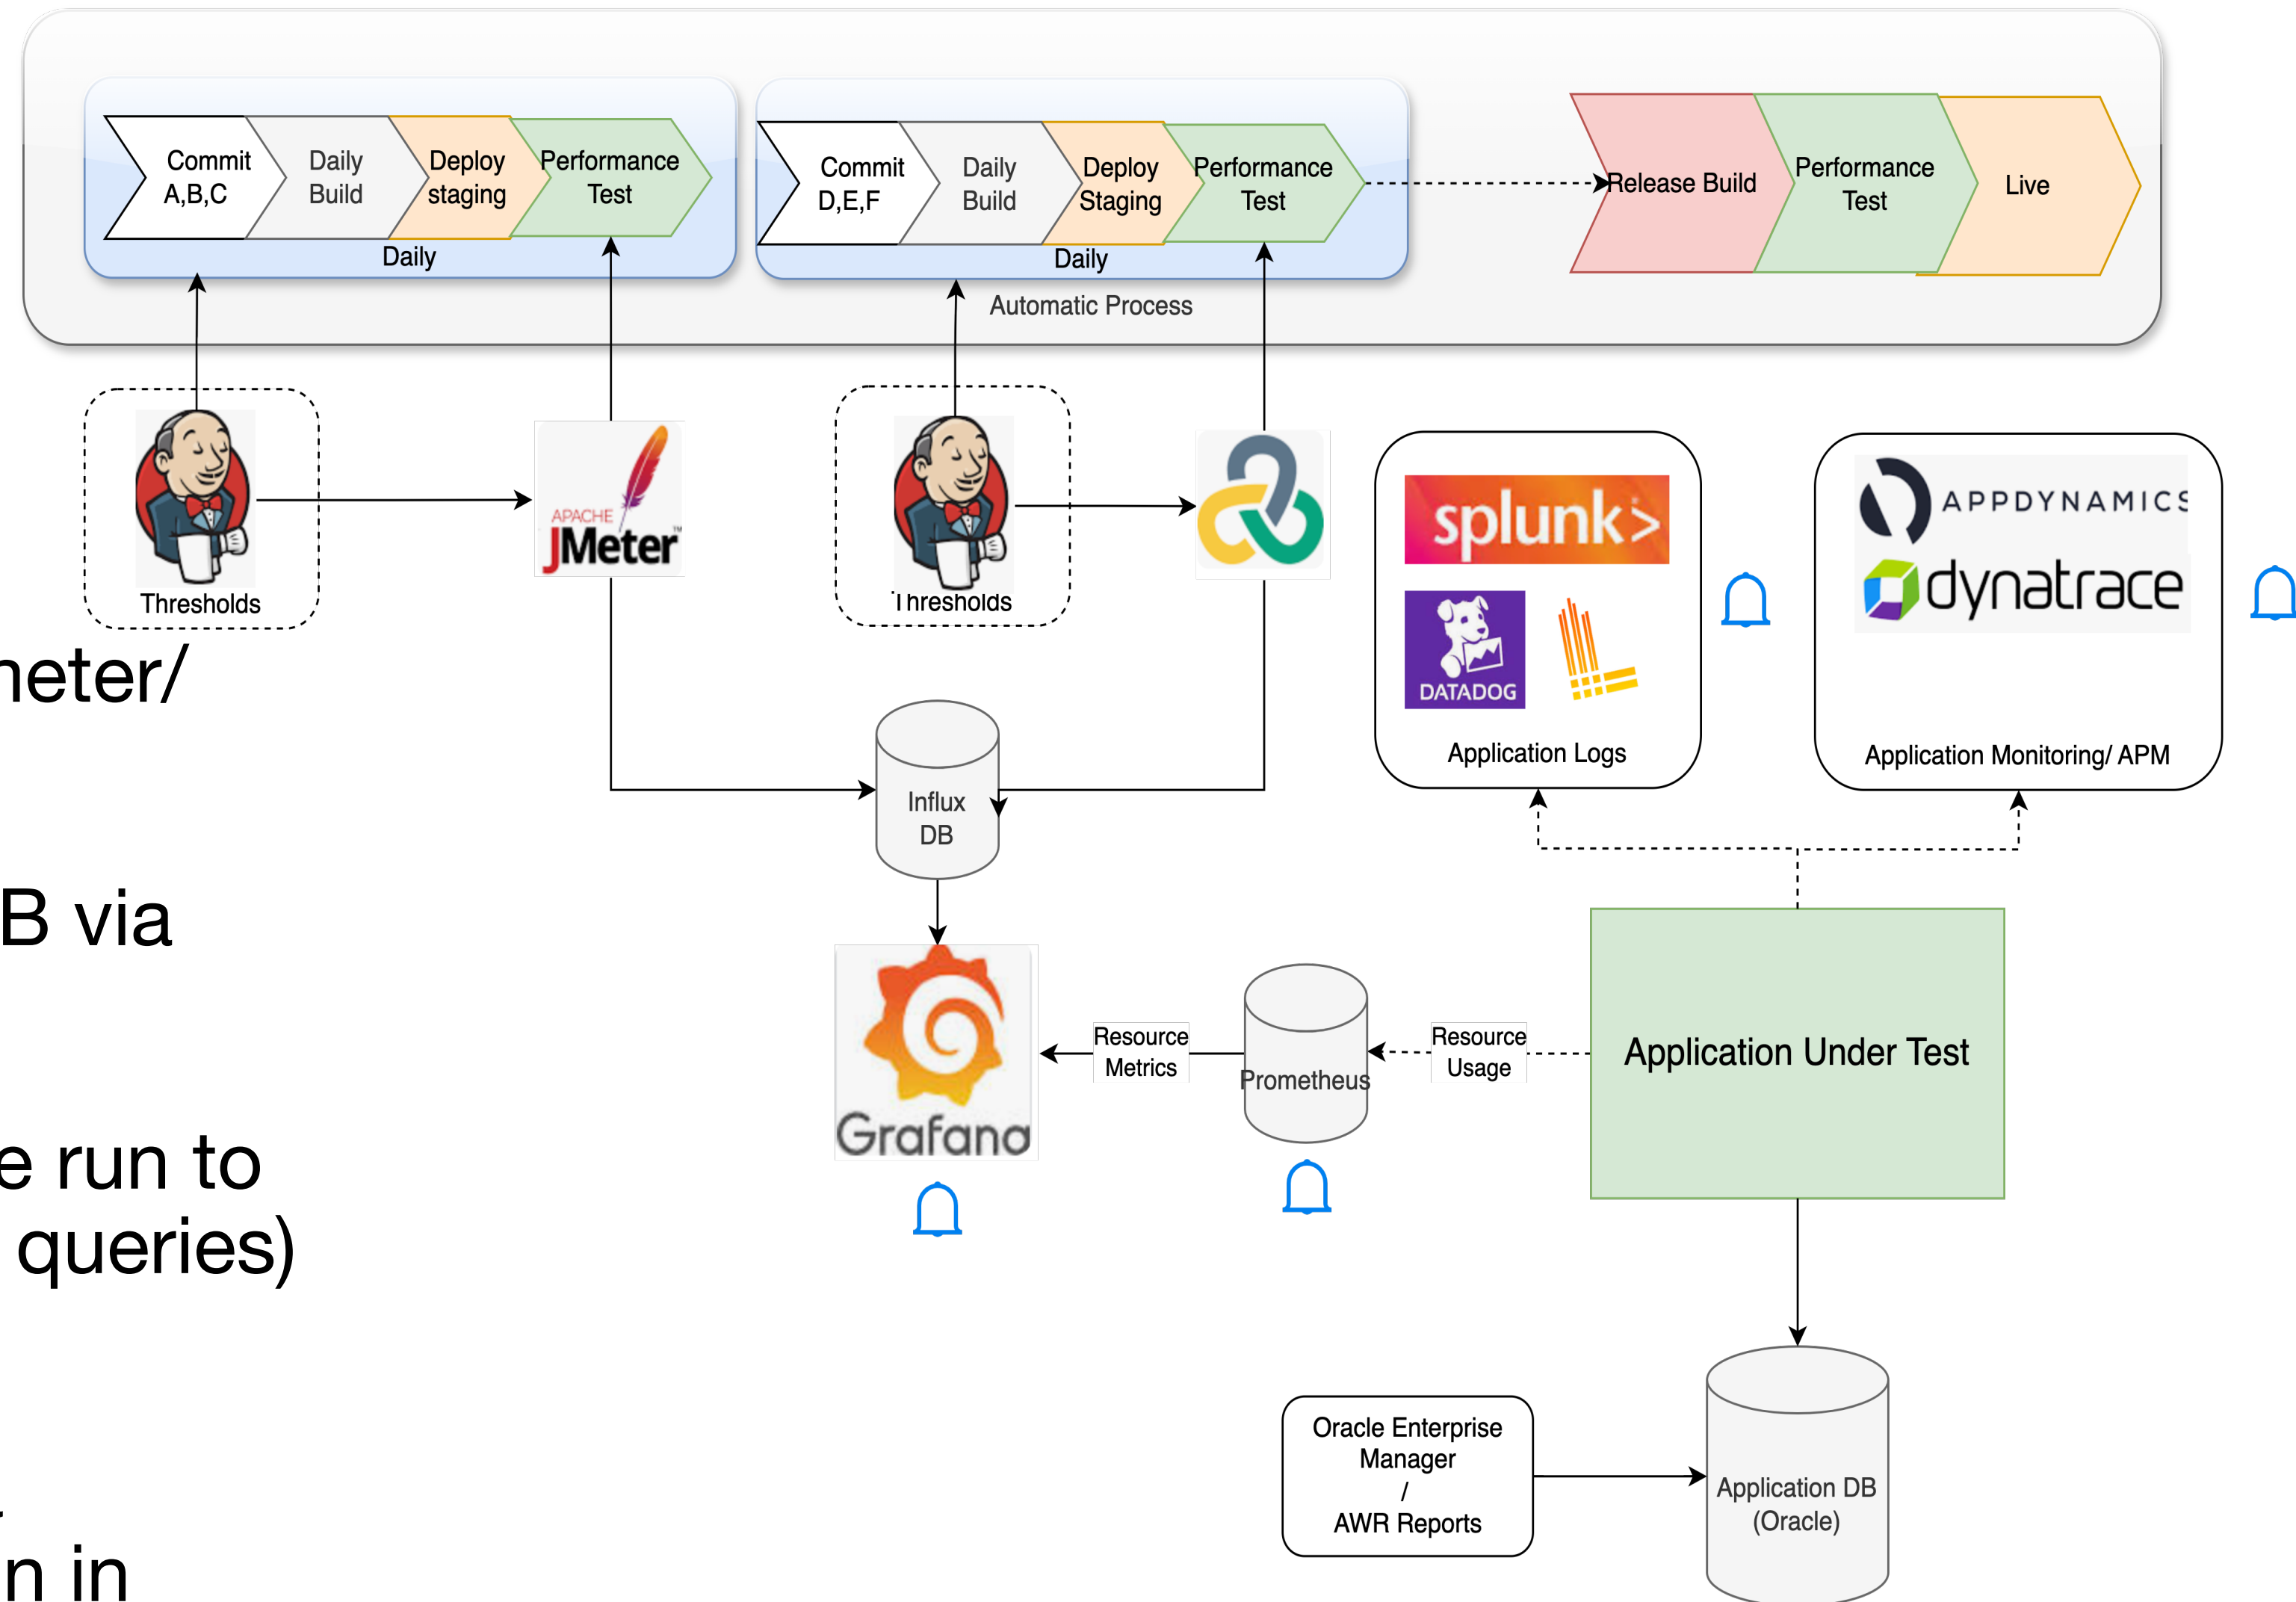 Commit
A,B,C
Daily
Build
Deploy
staging
Performance
Test
Daily
Commit
D,E,F
Daily
Build
Deploy
Staging
Performance
Test
Daily
Automatic Process
Release Build
Performance
Test
Live
Thresholds
APACHE
JMeter™
Thresholds
splunk>
DATADOG
Application Logs
APPDYNAMICS
dynatrace
Application Monitoring/ APM
neter/
B via
e run to
queries)
n in
Influx
DB
Grafana
Resource
Metrics
Prometheus
Resource
Usage
Application Under Test
Oracle Enterprise
Manager
/
AWR Reports
Application DB
(Oracle)